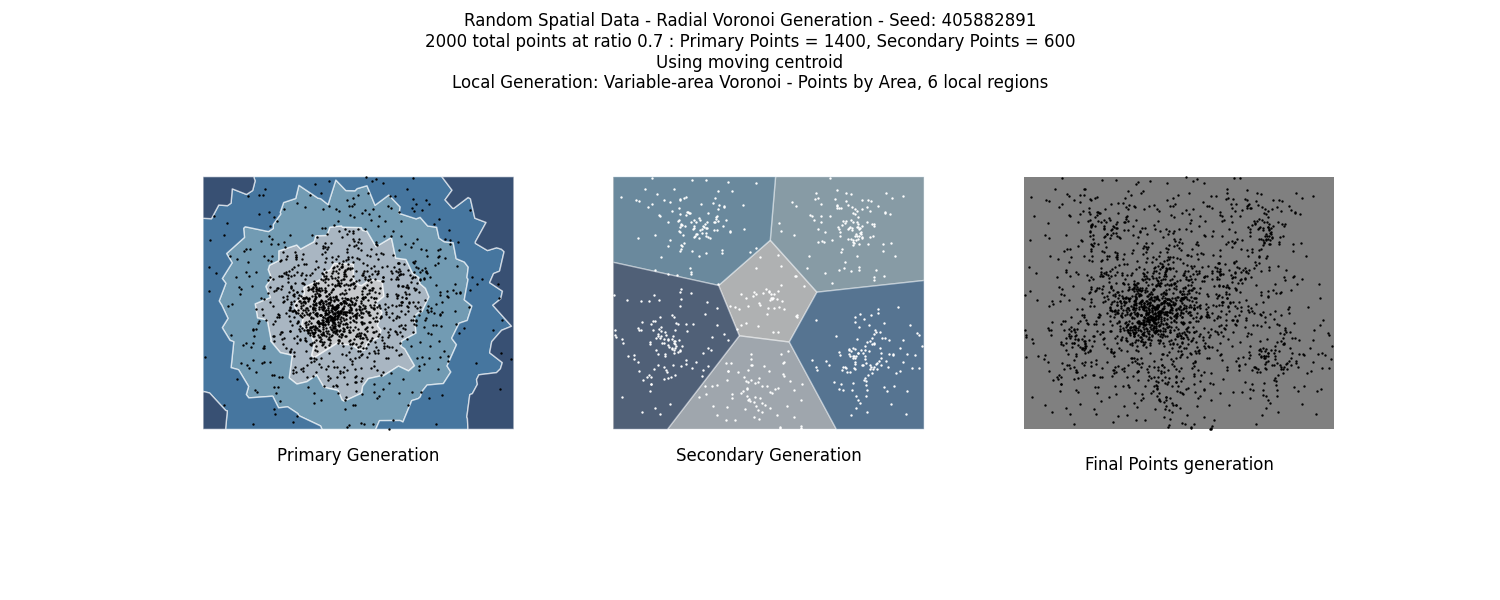 Random Spatial Data - Radial Voronoi Generation - Seed: 405882891
2000 total points at ratio 0.7 : Primary Points = 1400, Secondary Points = 600
Using moving centroid
Local Generation: Variable-area Voronoi - Points by Area, 6 local regions
Primary Generation
Secondary Generation
Final Points generation